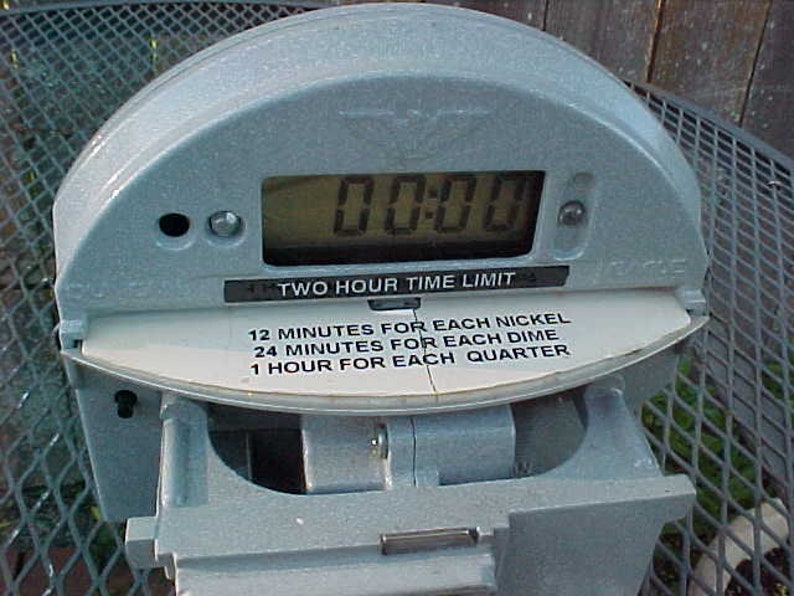 00:00
TWO HOUR TIME LIMIT
12 MINUTES FOR EACH NICKEL
24 MINUTES FOR EACH DIME
1 HOUR FOR EACH QUARTER